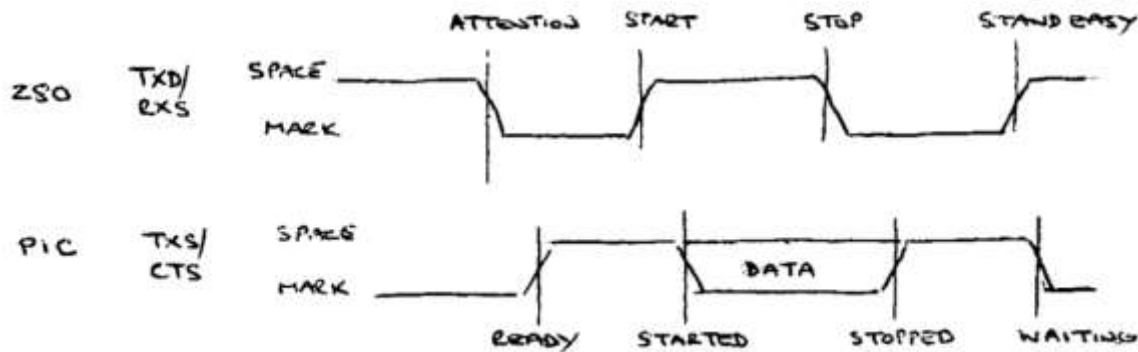 ATTENTION START STOP STAND EASY
Z80 TXD/ SPACE
RXS
MARK
PIC TXS/ SPACE
CTS DATA
MARK
READY STARTED STOPPED WAITING